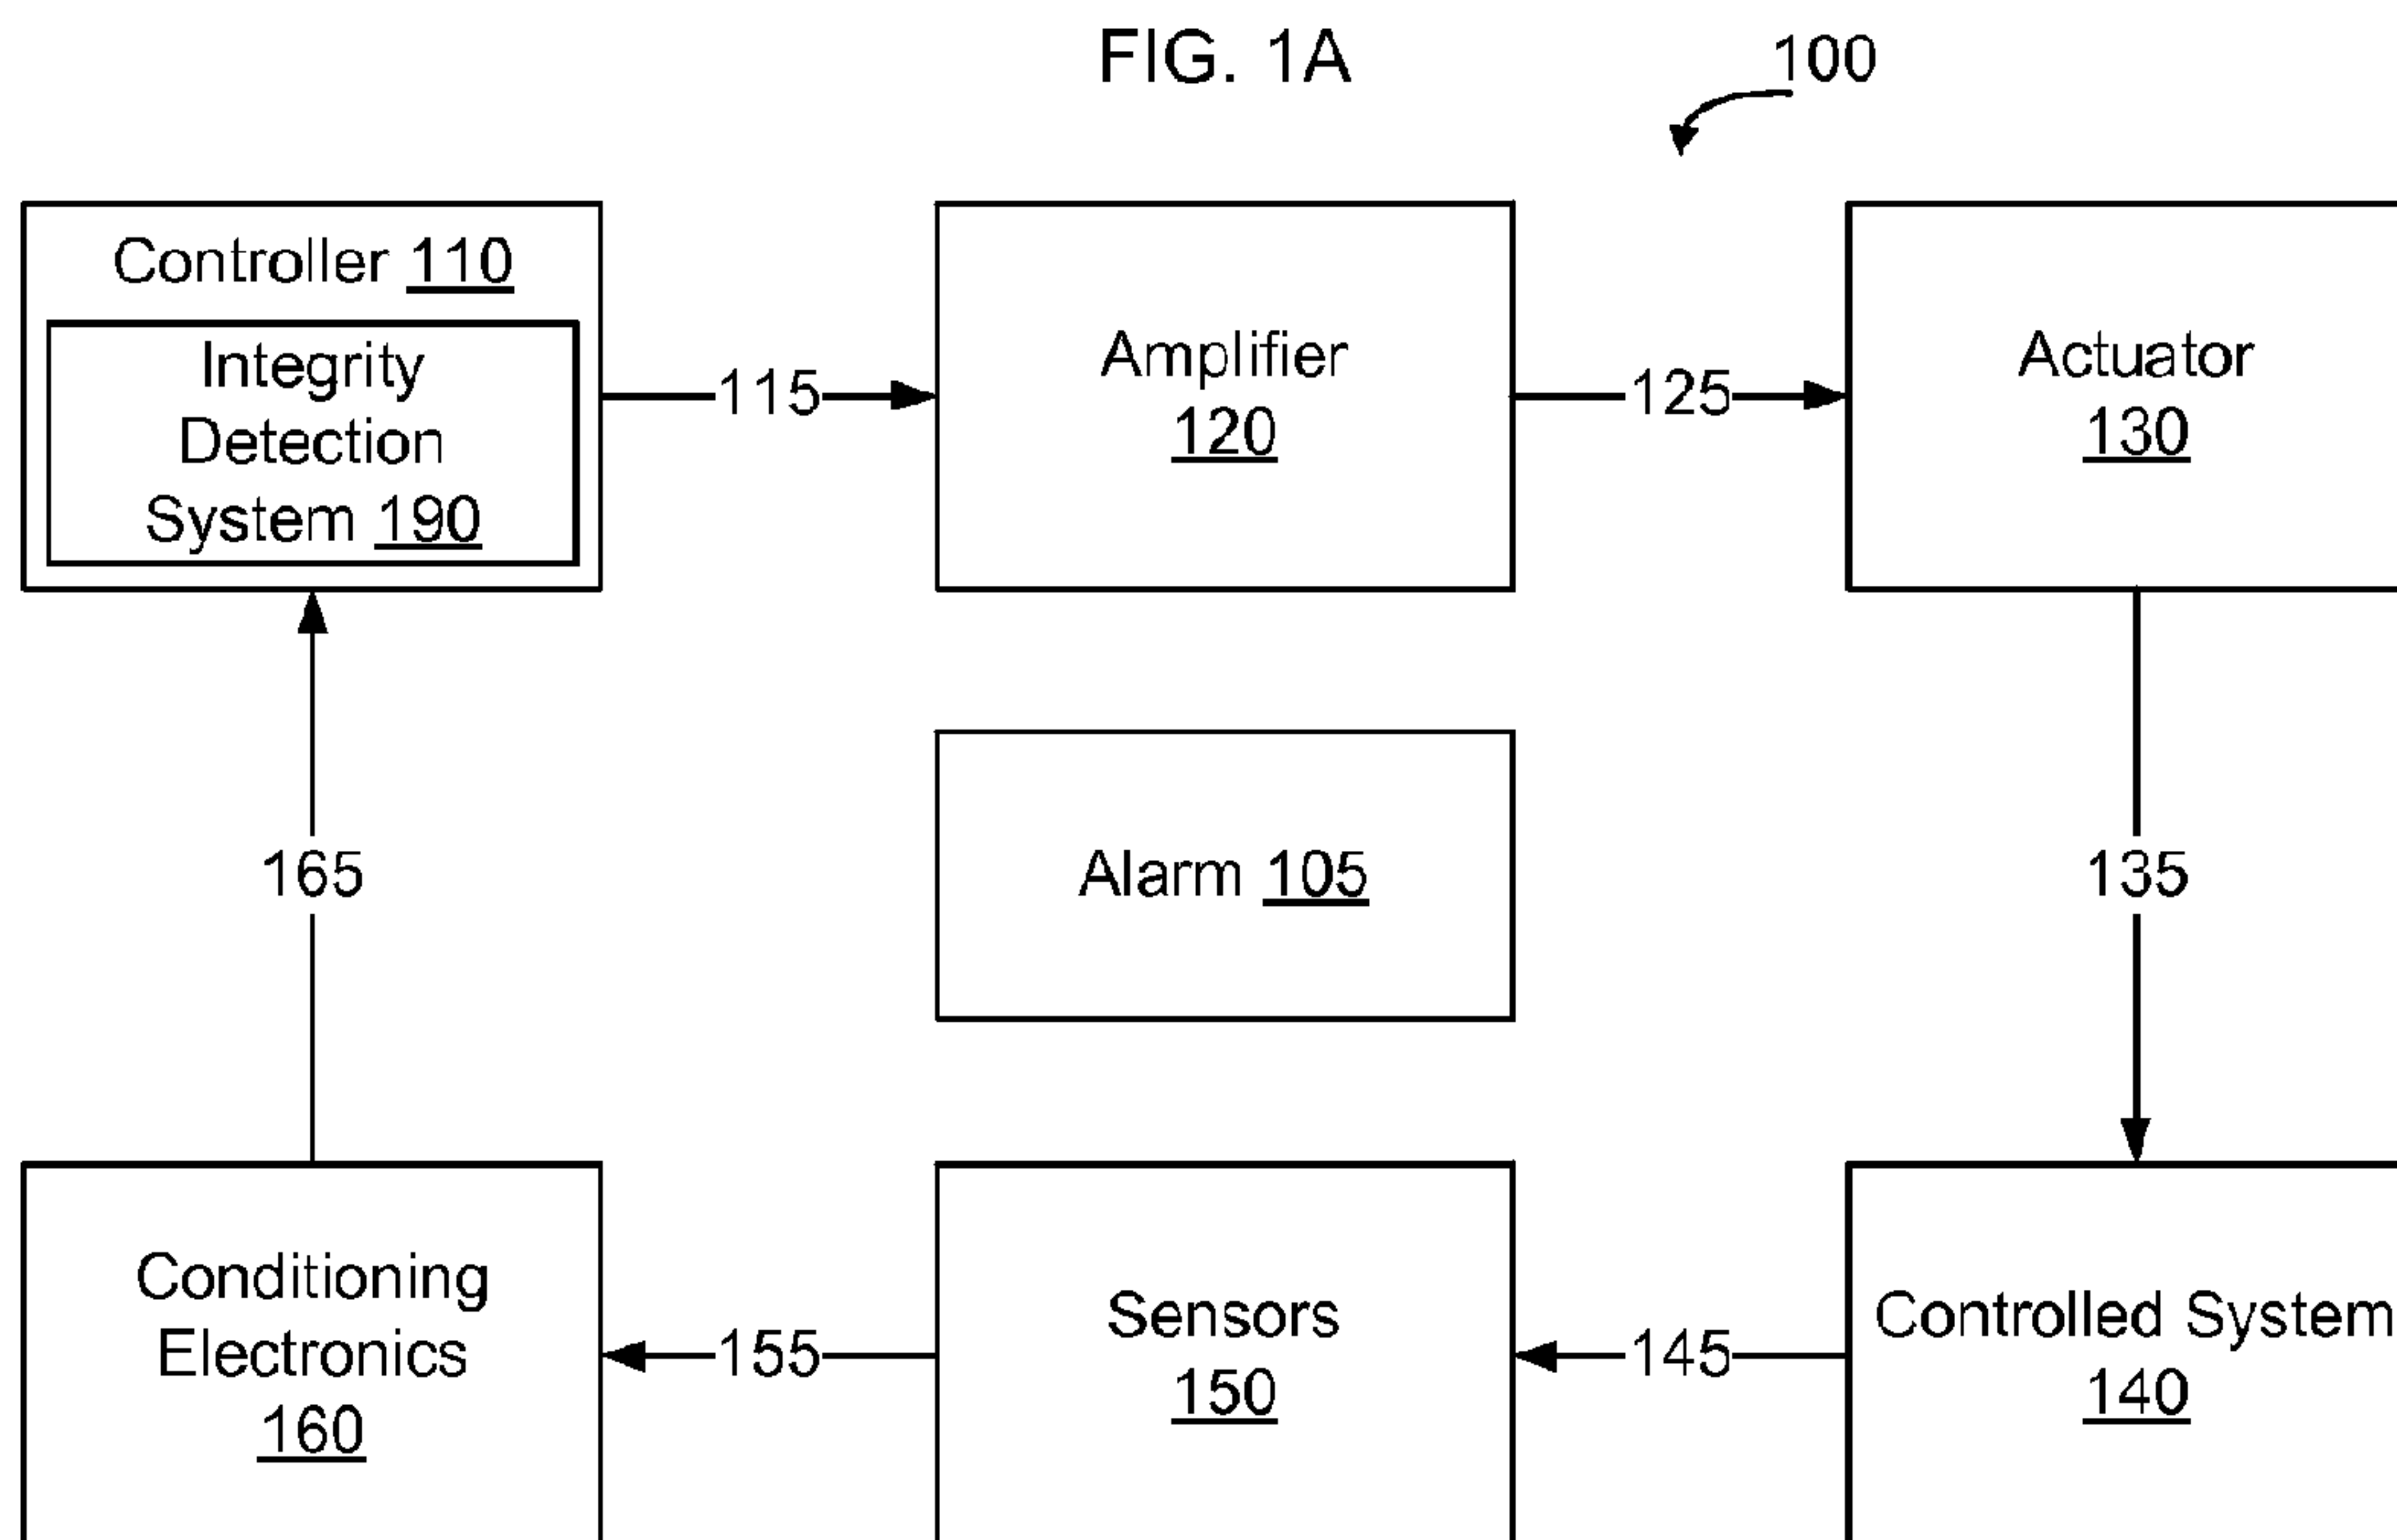 FIG. 1A
100
Controller 110
Integrity
Detection
System 190
115
Amplifier
120
125
Actuator
130
165
Alarm 105
135
Conditioning
Electronics
160
155
Sensors
150
145
Controlled System
140